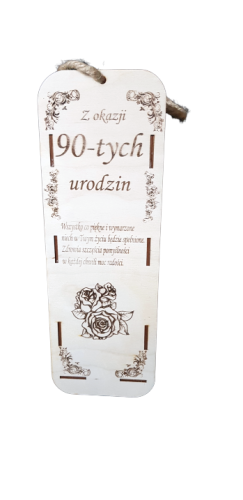 Z okazji
90-tych
urodzin
Wszystko co piękne i wymarzone
niech w Twym życiu będzie spełnione
Zdrowia szczęścia pomyślności
w każdej chwili moc radości